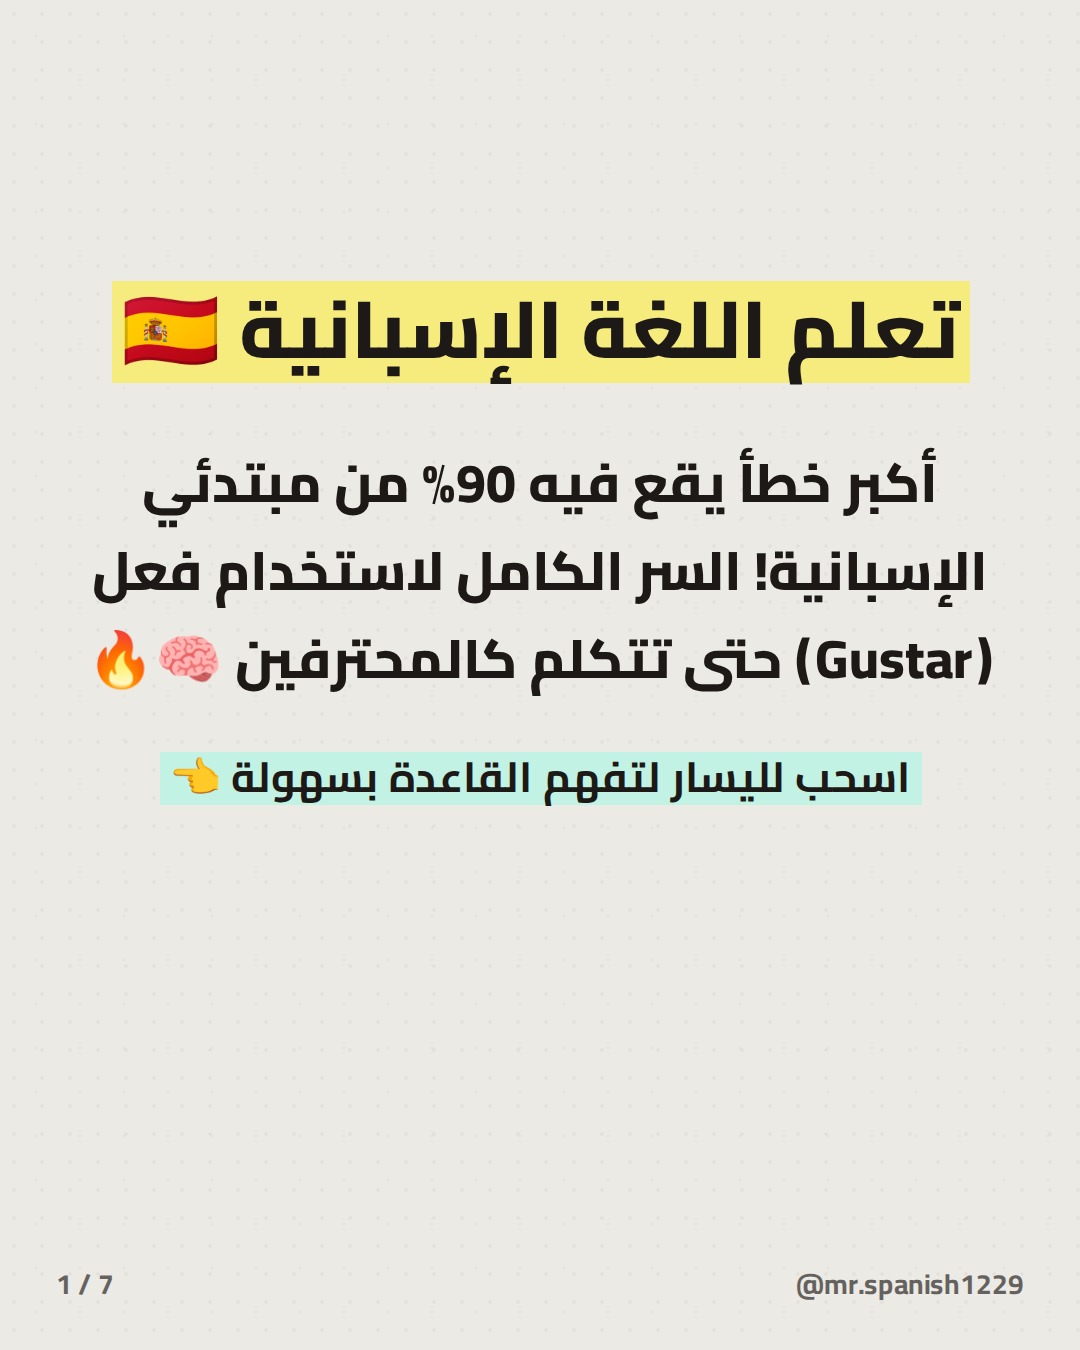 تعلم اللغة الإسبانية 🇪🇸
أكبر خطأ يقع فيه 90% من مبتدئي
الإسبانية! السر الكامل لاستخدام فعل
(Gustar) حتى تتكلم كالمحترفين 🧠🔥
اسحب لليسار لتفهم القاعدة بسهولة 👈
1 / 7
@mr.spanish1229